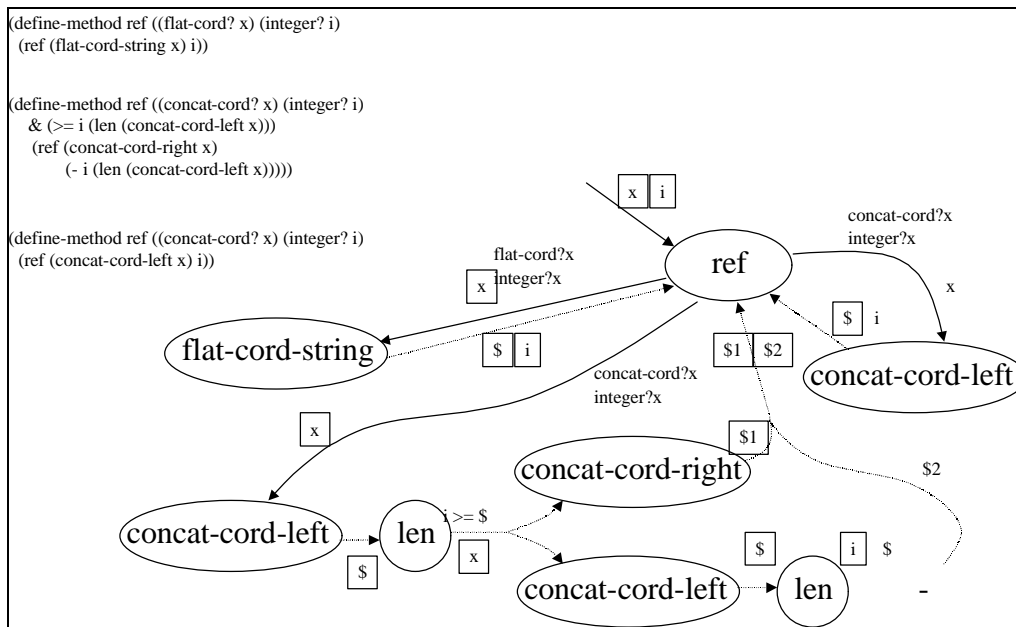 (define-method ref ((flat-cord? x) (integer? i)
(ref (flat-cord-string x) i))
(define-method ref ((concat-cord? x) (integer? i)
& (>= i (len (concat-cord-left x)))
(ref (concat-cord-right x)
(- i (len (concat-cord-left x)))))
(define-method ref ((concat-cord? x) (integer? i)
(ref (concat-cord-left x) i))
x i
concat-cord?x
integer?x
flat-cord?x
integer?x
x
ref
x
$ i
flat-cord-string
$ i
$1 $2
concat-cord-left
concat-cord?x
integer?x
x
$1
concat-cord-right
$2
i >= $
concat-cord-left
len
$
x
$
i $
concat-cord-left
len
-